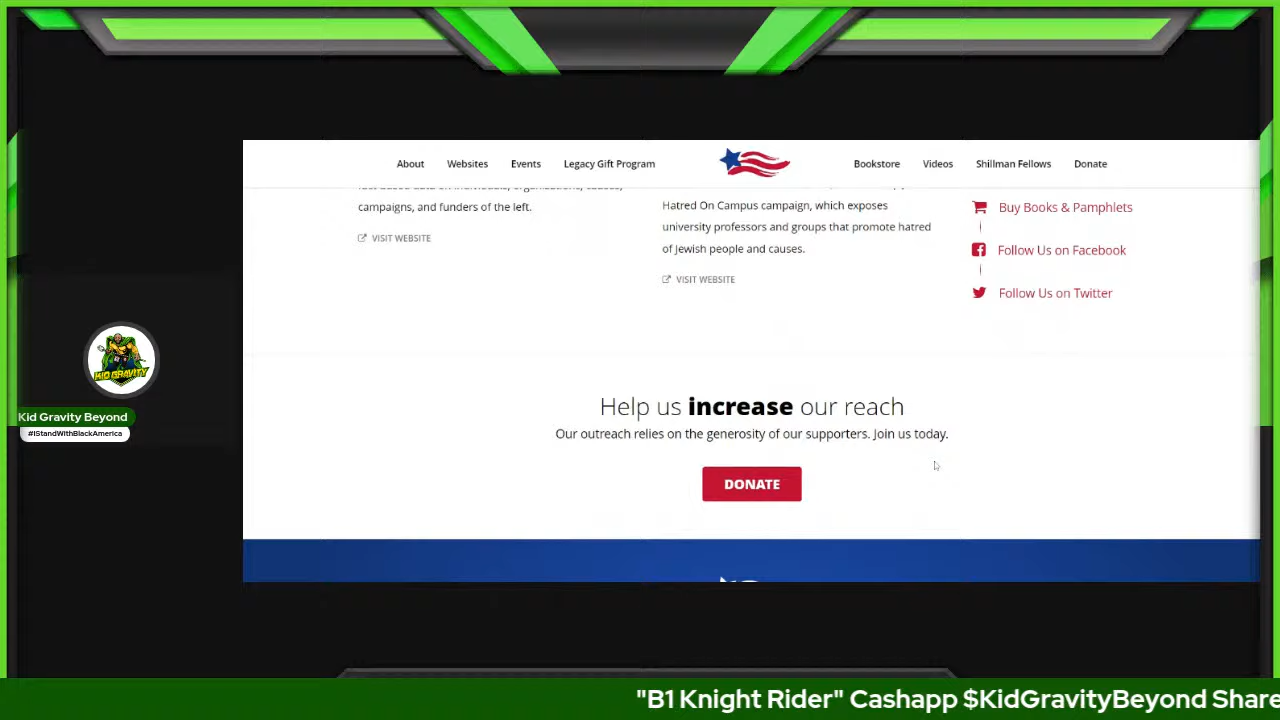 About Websites Events Legacy Gift Program Bookstore Videos Shillman Fellows Donate
campaigns, and funders of the left.
VISIT WEBSITE
Hatred On Campus campaign, which exposes
university professors and groups that promote hatred
of Jewish people and causes.
VISIT WEBSITE
Buy Books & Pamphlets
Follow Us on Facebook
Follow Us on Twitter
Help us increase our reach
Our outreach relies on the generosity of our supporters. Join us today.
DONATE
KID GRAVITY
Kid Gravity Beyond
#IStandWithBlackAmerica
"B1 Knight Rider" Cashapp $KidGravityBeyond Share